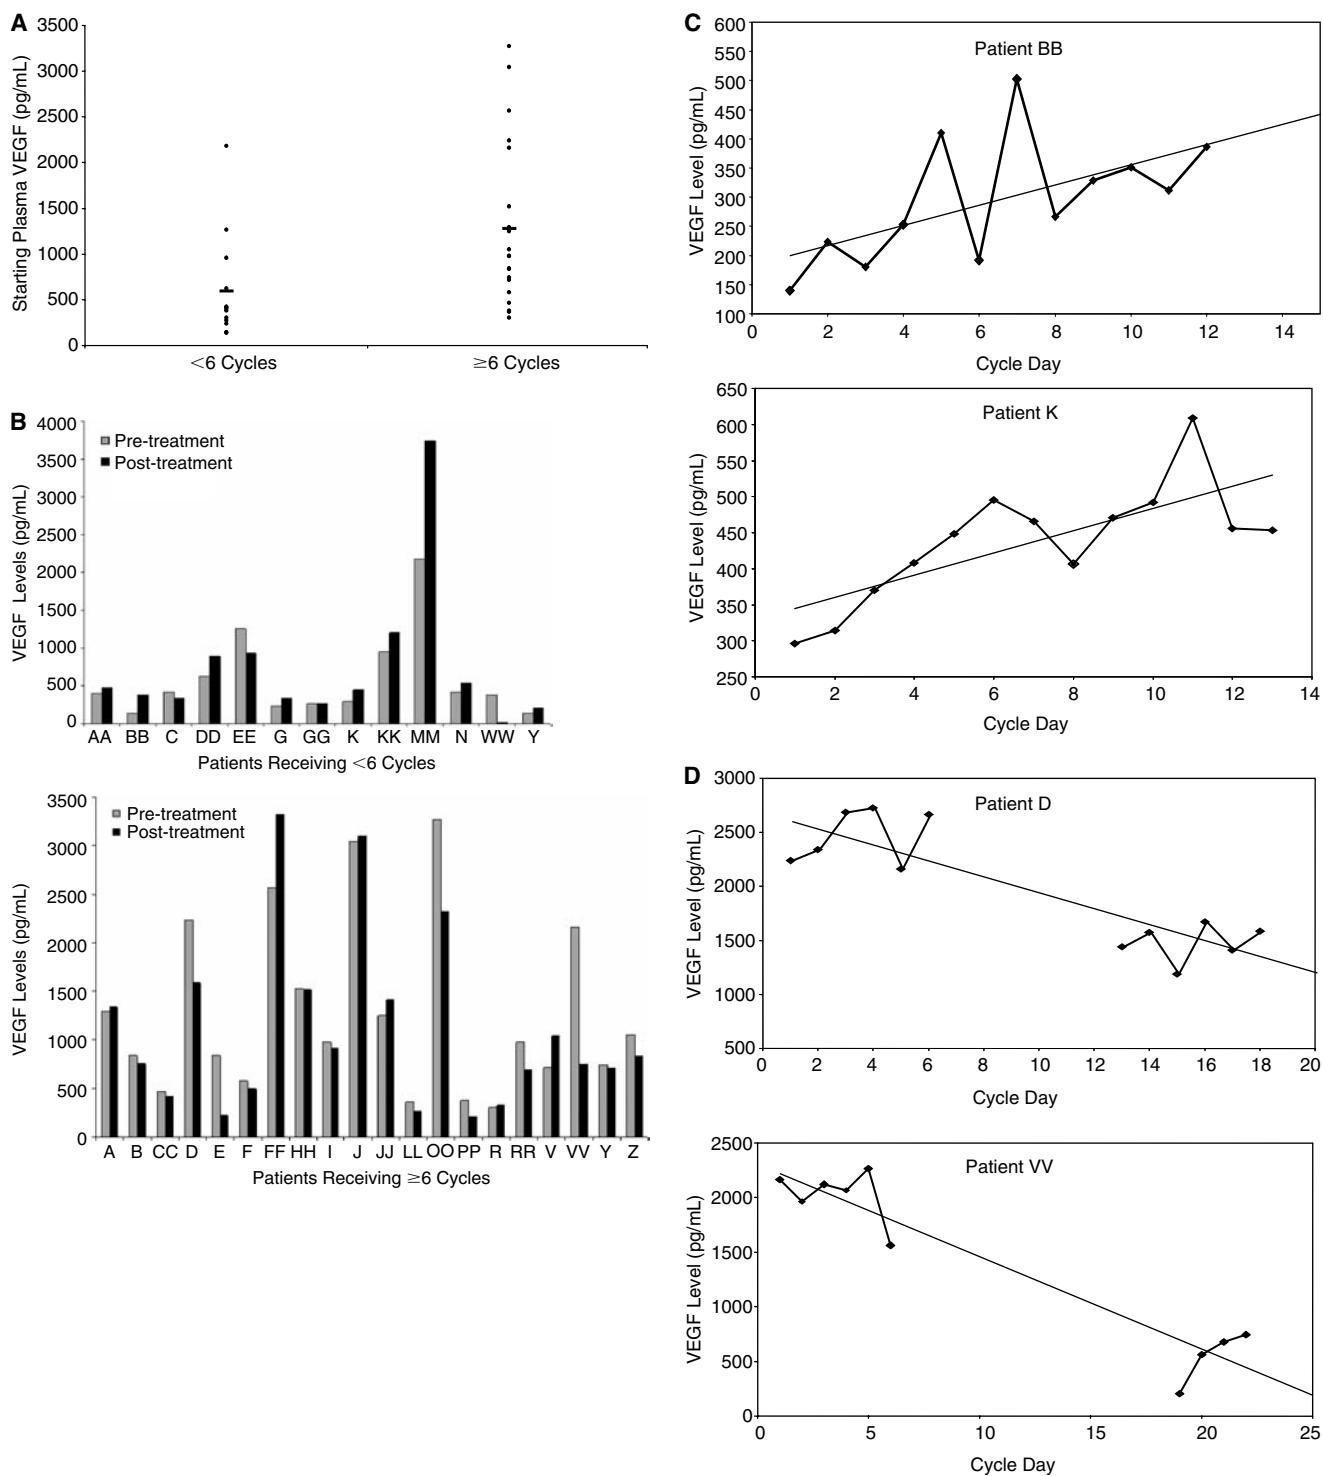 A
3500
3000
2500
2000
1500
1000
500
0
Starting Plasma VEGF (pg/mL)
<6 Cycles
≥6 Cycles
B
4000
3500
3000
2500
2000
1500
1000
500
0
VEGF Levels (pg/mL)
Pre-treatment
Post-treatment
AA BB C DD EE G GG K KK MM N WW Y
Patients Receiving <6 Cycles
3500
3000
2500
2000
1500
1000
500
0
VEGF Levels (pg/mL)
Pre-treatment
Post-treatment
A B CC D E F FF HH I J JJ LL OO PP R RR V VV Y Z
Patients Receiving ≥6 Cycles
C
600
550
500
450
400
350
300
250
200
150
100
VEGF Level (pg/mL)
Patient BB
0 2 4 6 8 10 12 14
Cycle Day
650
600
550
500
450
400
350
300
250
VEGF Level (pg/mL)
Patient K
0 2 4 6 8 10 12 14
Cycle Day
D
3000
2500
2000
1500
1000
500
VEGF Level (pg/mL)
Patient D
0 2 4 6 8 10 12 14 16 18 20
Cycle Day
2500
2000
1500
1000
500
0
VEGF Level (pg/mL)
Patient VV
0 5 10 15 20 25
Cycle Day